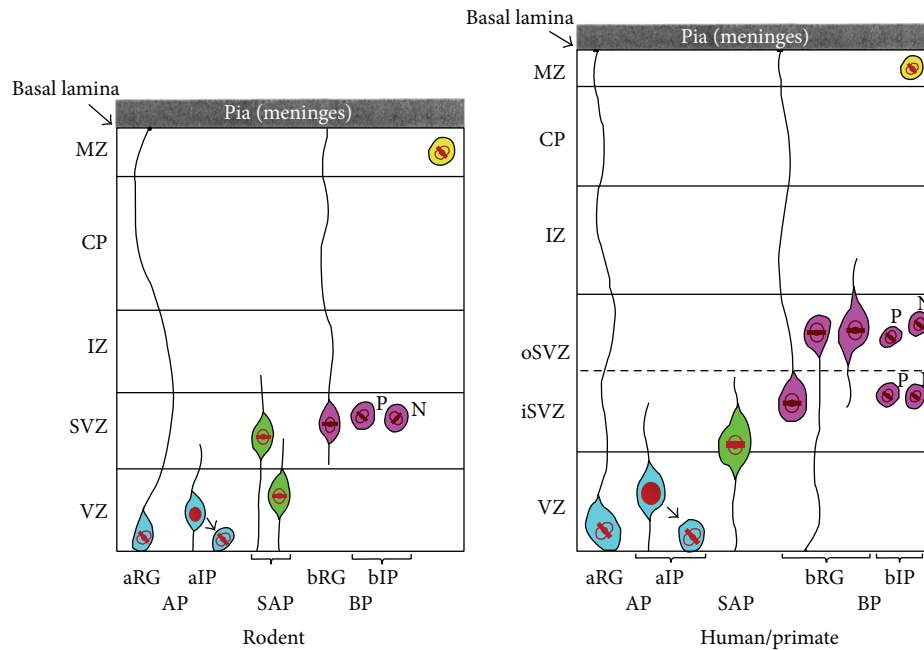 Basal lamina
Pia (meninges)
MZ
CP
IZ
SVZ
VZ
P
N
aRG
aIP
bRG
bIP
AP
SAP
BP
Rodent
Basal lamina
Pia (meninges)
MZ
CP
IZ
oSVZ
iSVZ
VZ
P
N
P
aRG
aIP
bRG
bIP
AP
SAP
BP
Human/primate